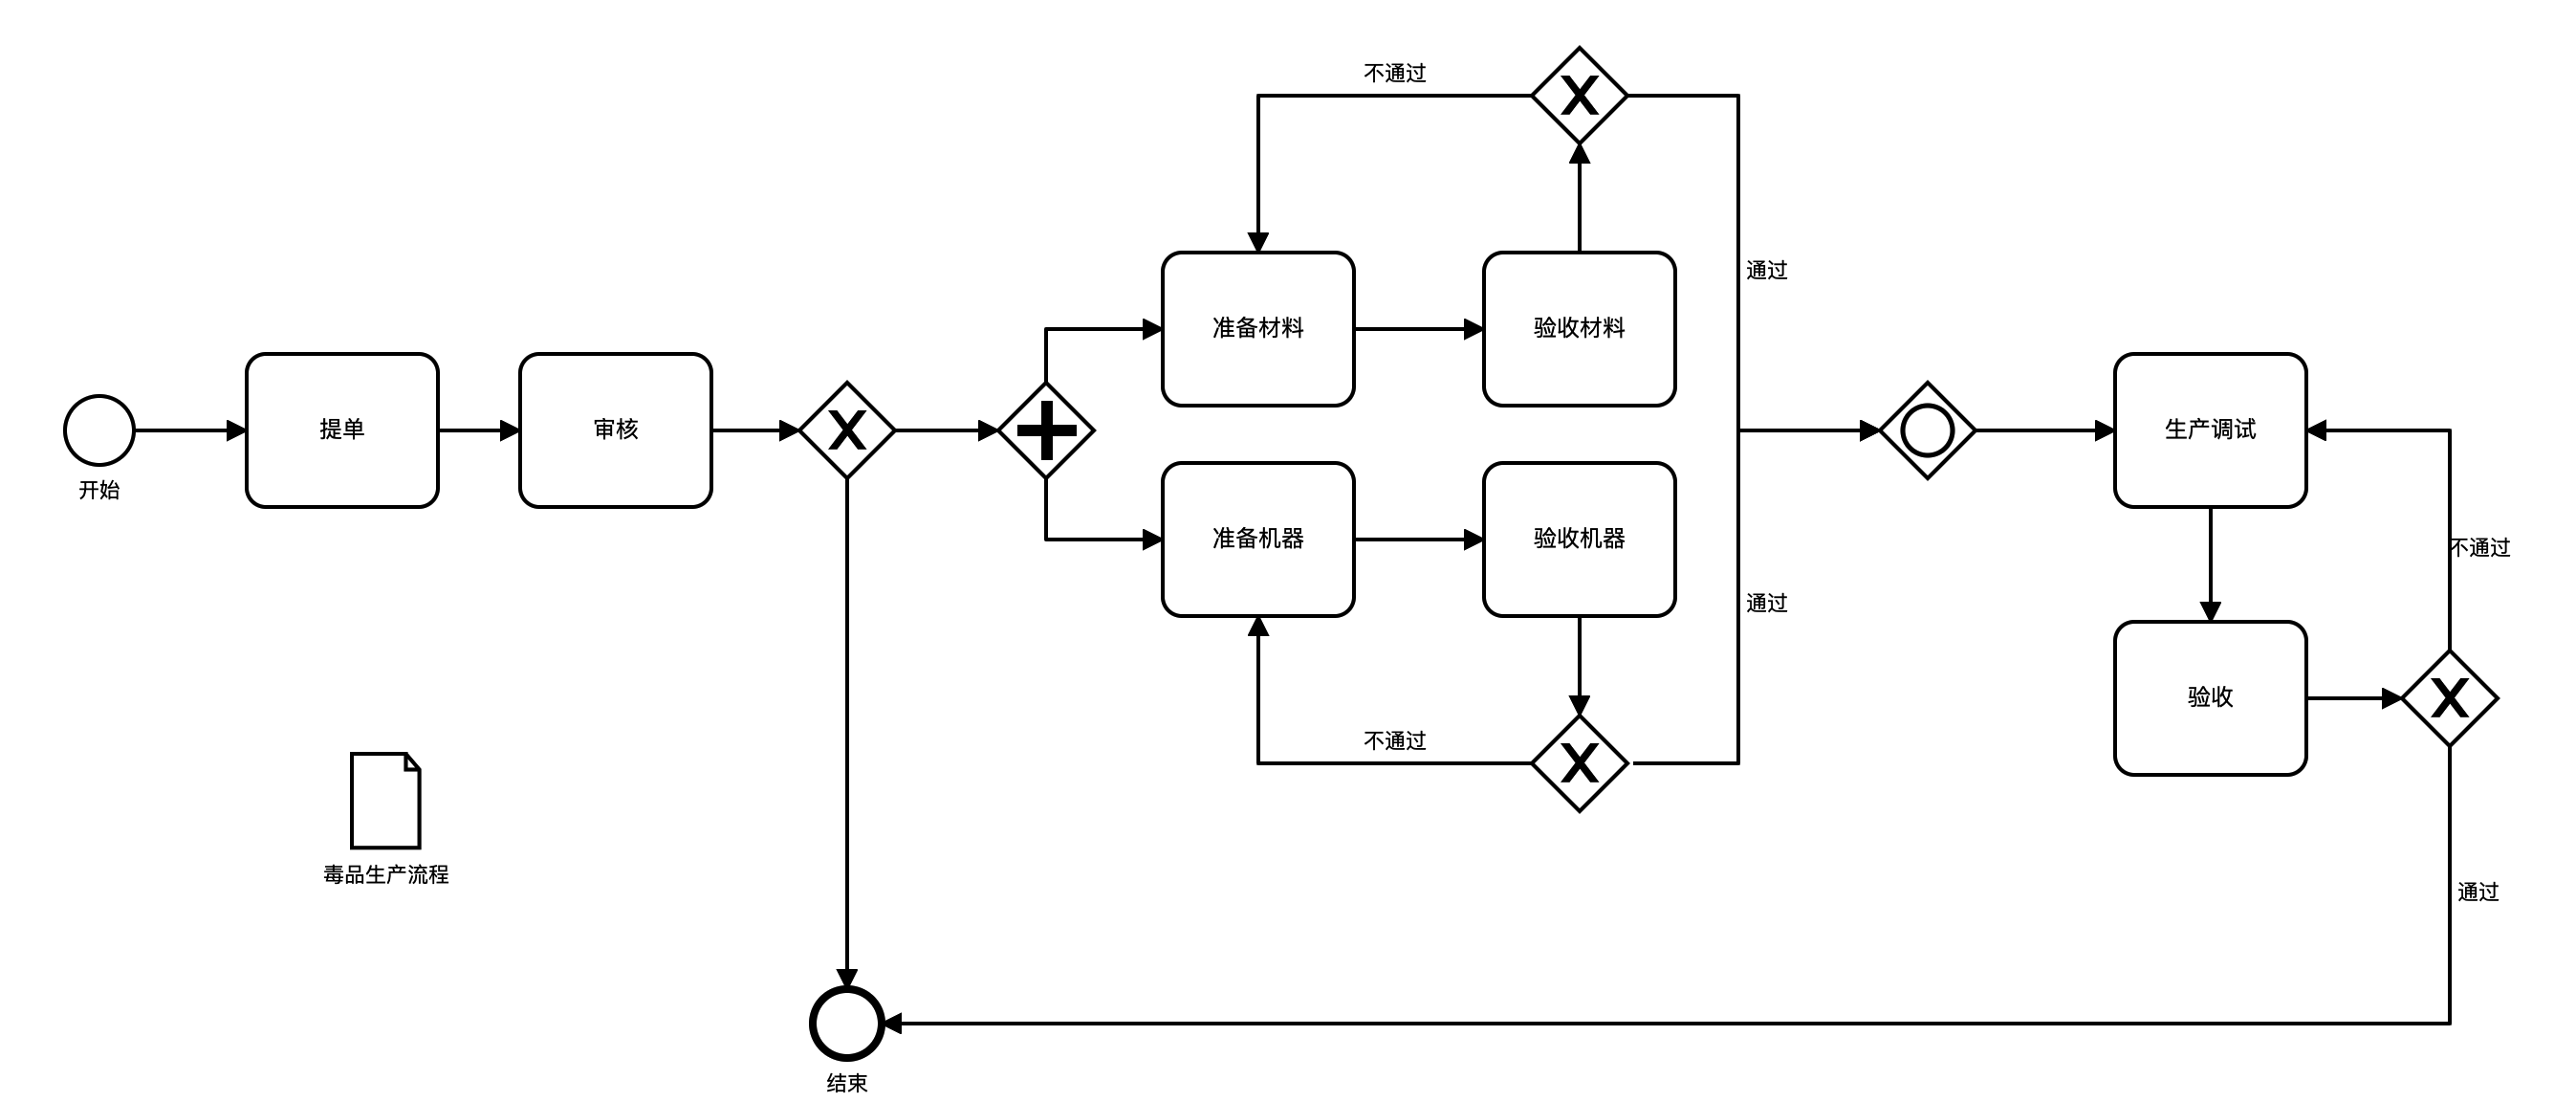 不通过
通过
准备材料
验收材料
开始
提单
审核
生产调试
准备机器
验收机器
不通过
通过
不通过
验收
毒品生产流程
通过
结束